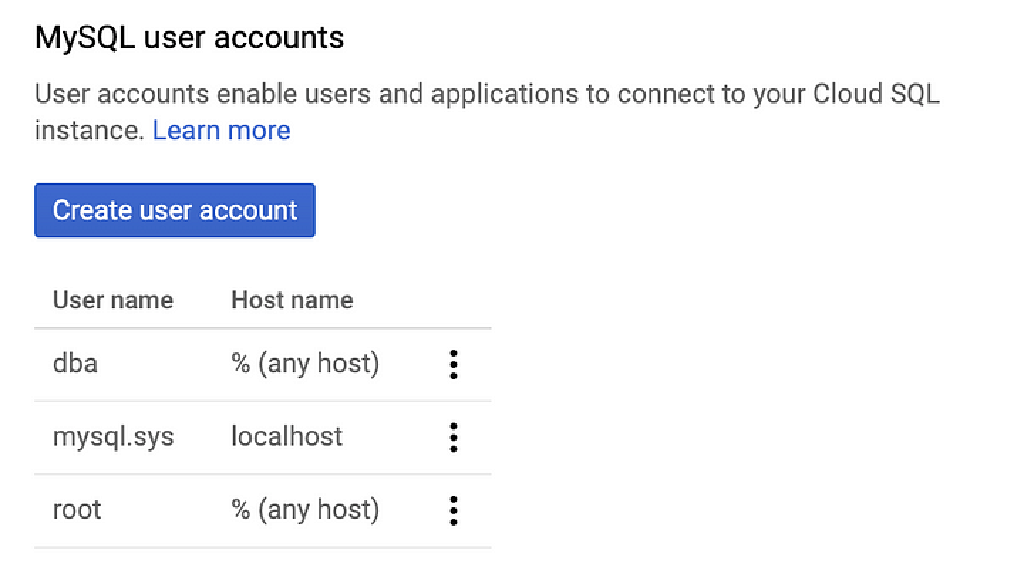 MySQL user accounts
User accounts enable users and applications to connect to your Cloud SQL
instance. Learn more
Create user account
User name Host name
dba % (any host)
mysql.sys localhost
root % (any host)